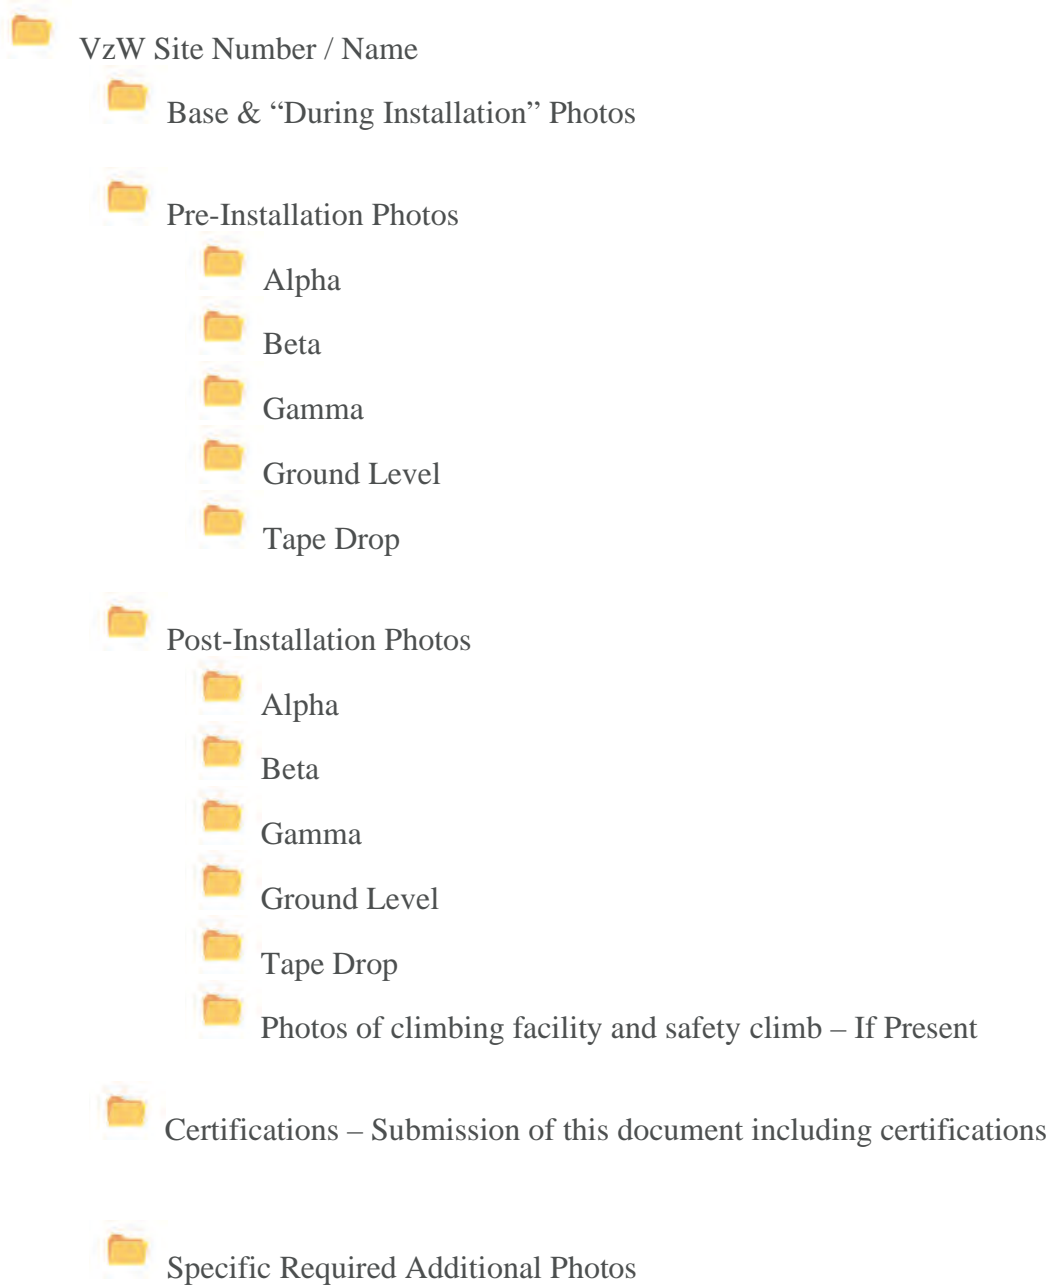 VzW Site Number / Name
Base & “During Installation” Photos
Pre-Installation Photos
Alpha
Beta
Gamma
Ground Level
Tape Drop
Post-Installation Photos
Alpha
Beta
Gamma
Ground Level
Tape Drop
Photos of climbing facility and safety climb – If Present
Certifications – Submission of this document including certifications
Specific Required Additional Photos